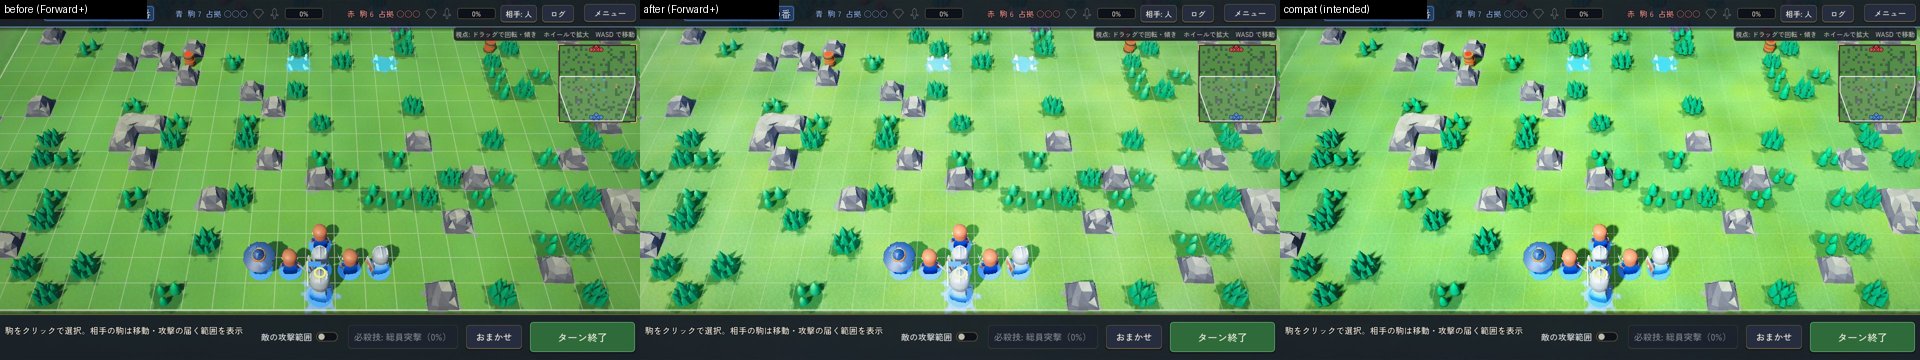 before (Forward+)
番
青 駒 7 占拠 ○○○
0%
赤 駒 6 占拠 ○○○
0%
相手: 人
ログ
メニュー
視点: ドラッグで回転・傾き ホイールで拡大 WASD で移動
駒をクリックで選択。相手の駒は移動・攻撃の届く範囲を表示
敵の攻撃範囲
必殺技: 総員突撃 (0%)
おまかせ
ターン終了
after (Forward+)
番
青 駒 7 占拠 ○○○
0%
赤 駒 6 占拠 ○○○
0%
相手: 人
ログ
メニュー
視点: ドラッグで回転・傾き ホイールで拡大 WASD で移動
駒をクリックで選択。相手の駒は移動・攻撃の届く範囲を表示
敵の攻撃範囲
必殺技: 総員突撃 (0%)
おまかせ
ターン終了
compat (intended)
番
青 駒 7 占拠 ○○○
0%
赤 駒 6 占拠 ○○○
0%
相手: 人
ログ
メニュー
視点: ドラッグで回転・傾き ホイールで拡大 WASD で移動
駒をクリックで選択。相手の駒は移動・攻撃の届く範囲を表示
敵の攻撃範囲
必殺技: 総員突撃 (0%)
おまかせ
ターン終了